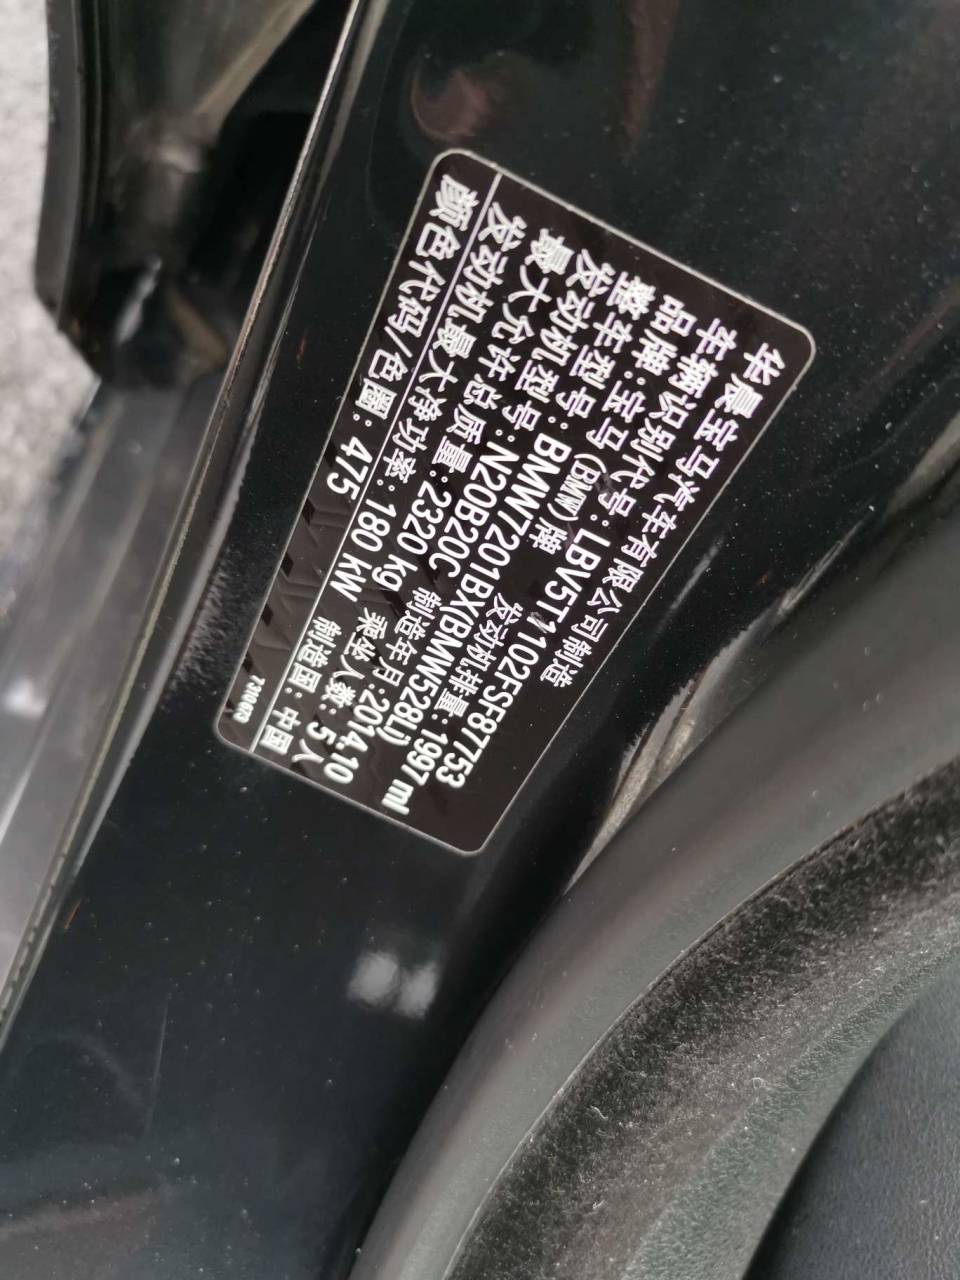 华晨宝马汽车有限公司制造
车辆识别代号:LBV5T1102FSF87753
品牌:宝马(BMW)牌 发动机排量:1997 ml
整车型号:BMW7201BX(BMW528Li)
发动机型号:N20B20C 制造年月:2014.10
最大允许总质量:2320 kg 乘坐人数:5人
发动机最大净功率:180 kW 制造国:中国
颜色代码/色圈:475